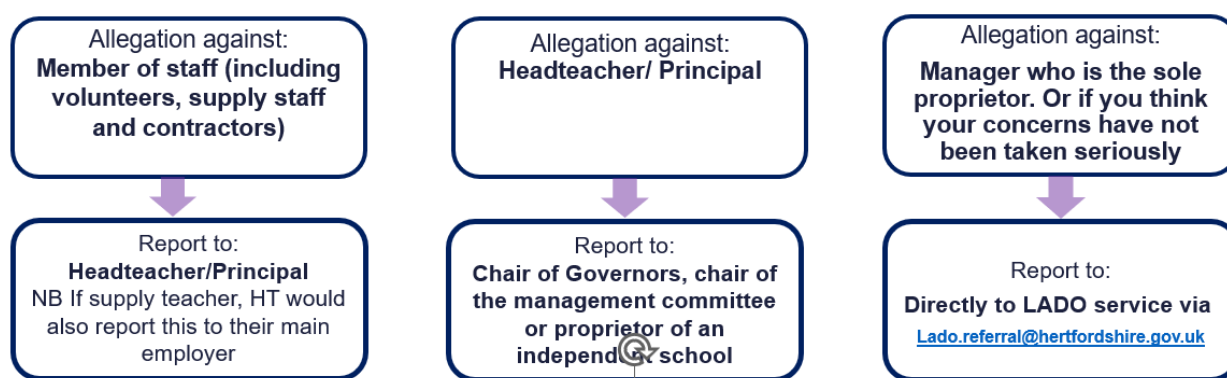 Allegation against:
Member of staff (including
volunteers, supply staff
and contractors)
Report to:
Headteacher/Principal
NB If supply teacher, HT would
also report this to their main
employer
Allegation against:
Headteacher/ Principal
Report to:
Chair of Governors, chair of
the management committee
or proprietor of an
independent school
Allegation against:
Manager who is the sole
proprietor. Or if you think
your concerns have not
been taken seriously
Report to:
Directly to LADO service via
Lado.referral@hertfordshire.gov.uk